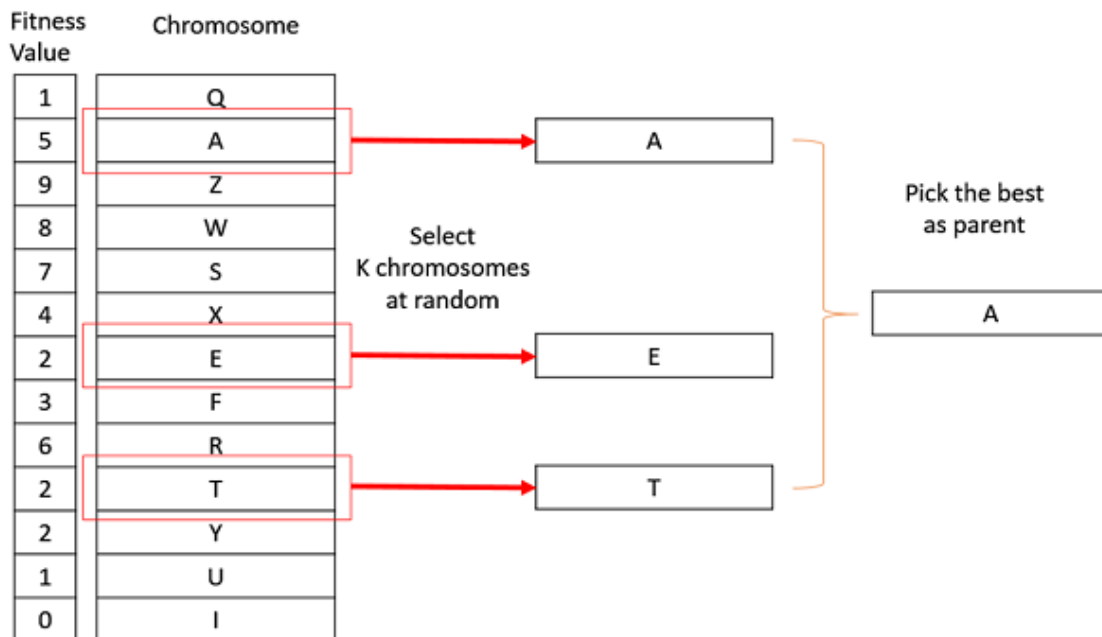 Fitness
Value
Chromosome
1 Q
5 A
9 Z
8 W
7 S
4 X
2 E
3 F
6 R
2 T
2 Y
1 U
0 I
Select
K chromosomes
at random
A
E
T
Pick the best
as parent
A